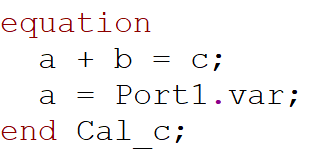 equation
  a + b = c;
  a = Port1.var;
end Cal_c;